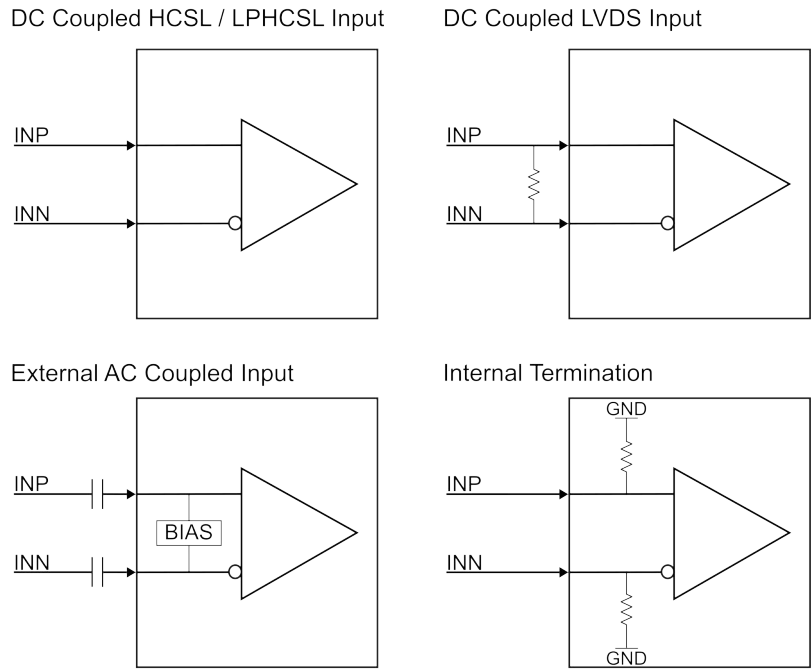 DC Coupled HCSL / LPHCSL Input
INP
INN
DC Coupled LVDS Input
INP
INN
External AC Coupled Input
INP
BIAS
INN
Internal Termination
GND
INP
INN
GND